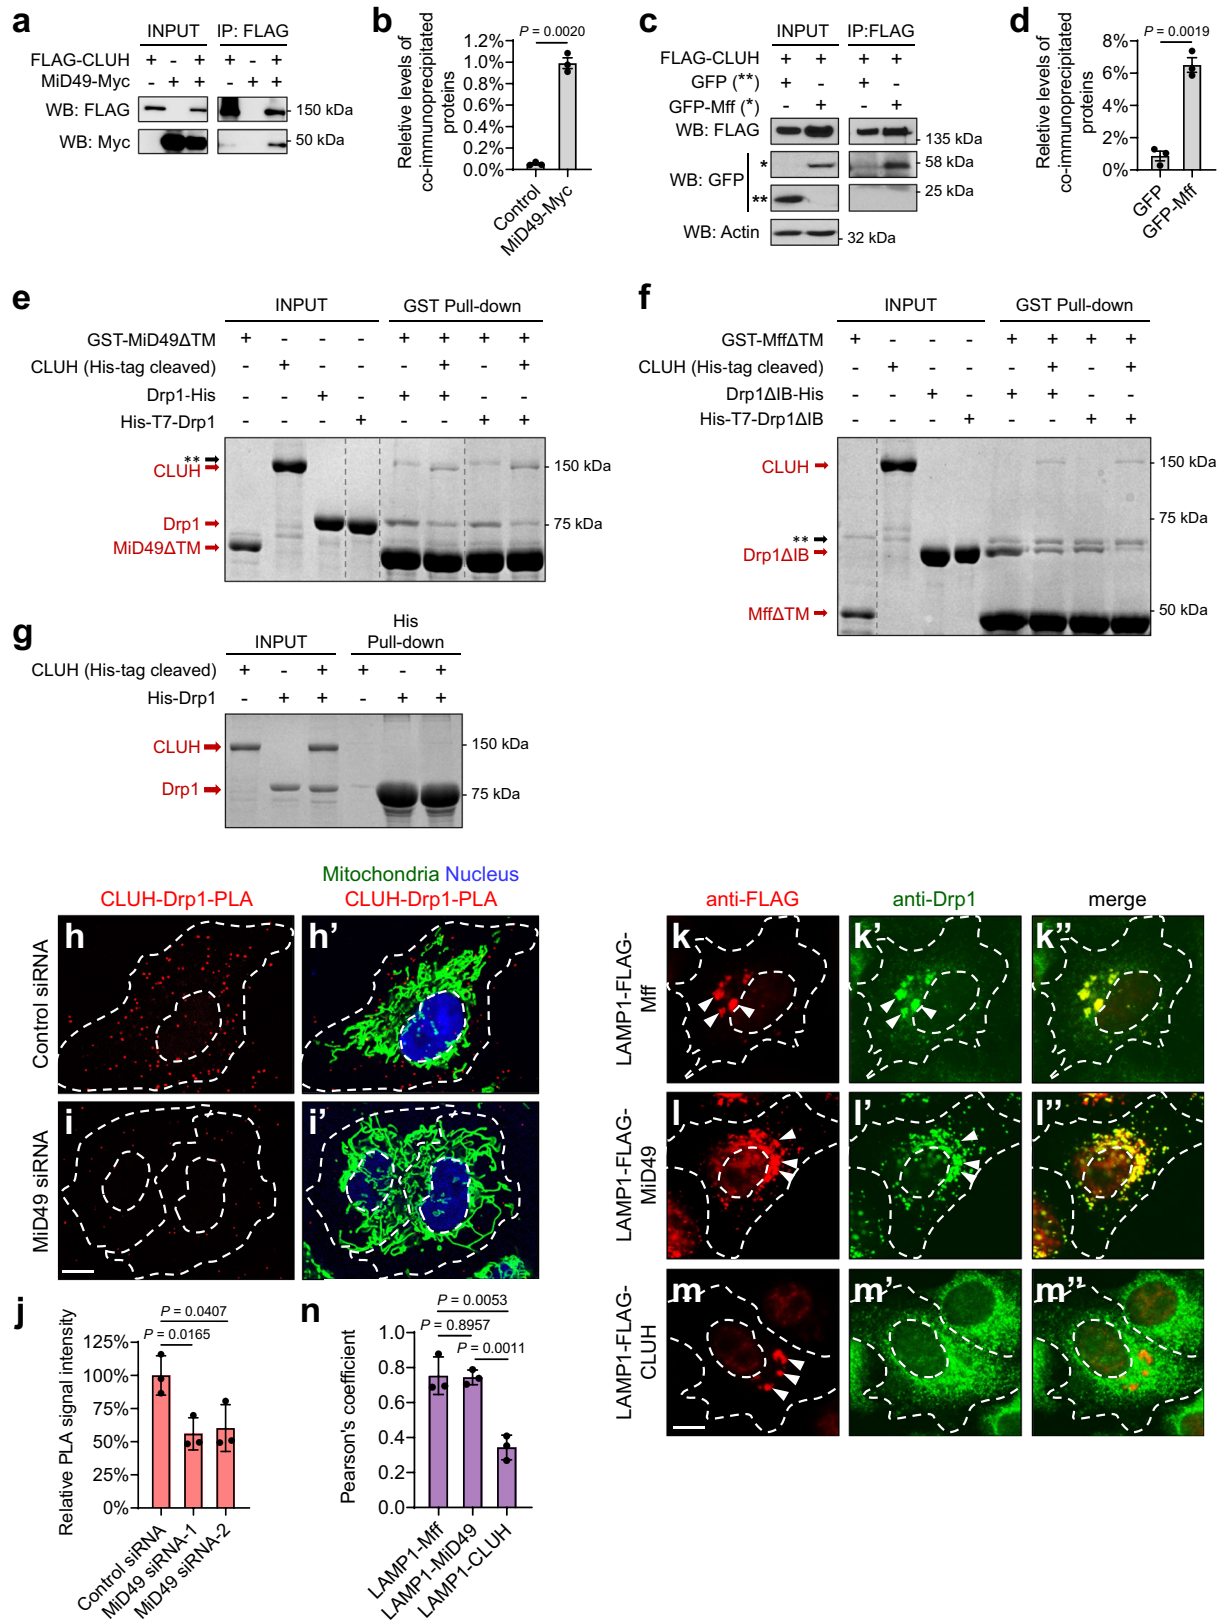 a
INPUT IP: FLAG
FLAG-CLUH + - + + - +
MiD49-Myc - + + - + +
WB: FLAG
150 kDa
WB: Myc
50 kDa
b
P = 0.0020
Reletive levels of
co-immunoprecipitated
proteins
1.2%
1.0%
0.8%
0.6%
0.4%
0.2%
0.0%
Control
MiD49-Myc
c
INPUT IP:FLAG
FLAG-CLUH + + + +
GFP (**) + - + -
GFP-Mff (*) - + - +
WB: FLAG
135 kDa
WB: GFP
*
58 kDa
**
25 kDa
WB: Actin
32 kDa
d
P = 0.0019
Reletive levels of
co-immunoprecipitated
proteins
8%
6%
4%
2%
0%
GFP
GFP-Mff
e
INPUT GST Pull-down
GST-MiD49ΔTM + - - - + + + +
CLUH (His-tag cleaved) - + - - - + - +
Drp1-His - - + - + + - -
His-T7-Drp1 - - - + - - + +
**
CLUH
150 kDa
Drp1
75 kDa
MiD49ΔTM
f
INPUT GST Pull-down
GST-MffΔTM + - - - + + + +
CLUH (His-tag cleaved) - + - - - + - +
Drp1ΔIB-His - - + - + + - -
His-T7-Drp1ΔIB - - - + - - + +
CLUH
150 kDa
75 kDa
**
Drp1ΔIB
MffΔTM
50 kDa
g
INPUT
His
Pull-down
CLUH (His-tag cleaved) + - + + - +
His-Drp1 - + + - + +
CLUH
150 kDa
Drp1
75 kDa
CLUH-Drp1-PLA
Mitochondria Nucleus
CLUH-Drp1-PLA
Control siRNA
h
h'
MiD49 siRNA
i
i'
j
P = 0.0407
P = 0.0165
Relative PLA signal intensity
125%
100%
75%
50%
25%
0%
Control siRNA
MiD49 siRNA-1
MiD49 siRNA-2
anti-FLAG
anti-Drp1
merge
LAMP1-FLAG-
Mff
k
k'
k''
LAMP1-FLAG-
MiD49
l
l'
l''
LAMP1-FLAG-
CLUH
m
m'
m''
n
P = 0.0053
P = 0.8957
P = 0.0011
Pearson's coefficient
1.0
0.8
0.6
0.4
0.2
0.0
LAMP1-Mff
LAMP1-MiD49
LAMP1-CLUH